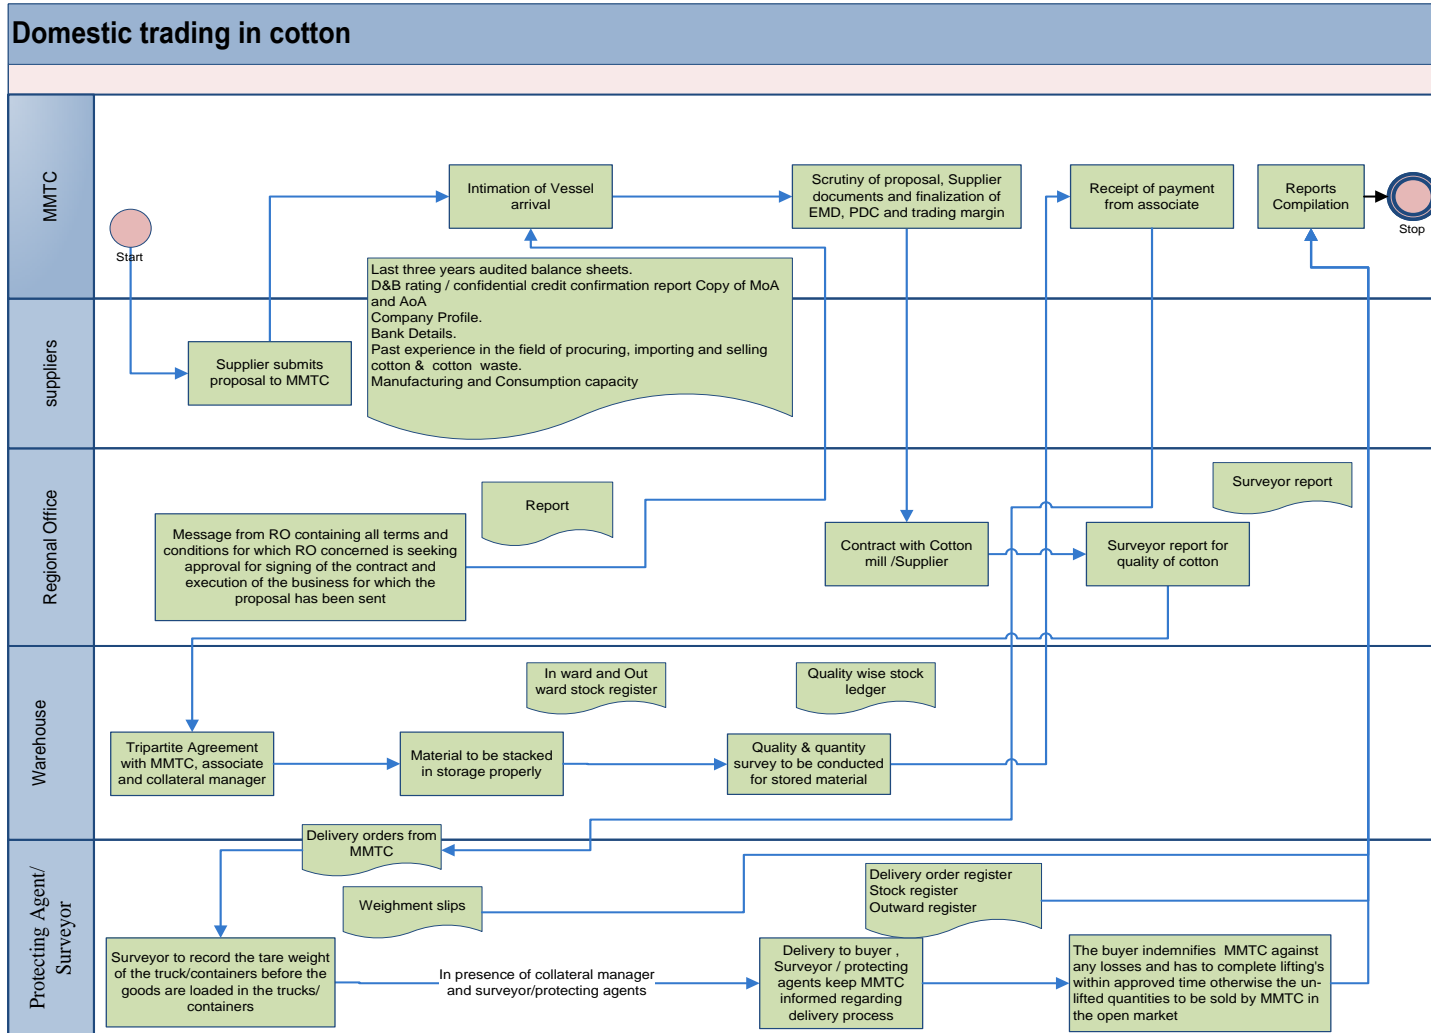 Domestic trading in cotton
MMTC
Start
Intimation of Vessel
arrival
Scrutiny of proposal, Supplier
documents and finalization of
EMD, PDC and trading margin
Receipt of payment
from associate
Reports
Compilation
Stop
suppliers
Supplier submits
proposal to MMTC
Last three years audited balance sheets.
D&B rating / confidential credit confirmation report Copy of MoA
and AoA
Company Profile.
Bank Details.
Past experience in the field of procuring, importing and selling
cotton & cotton waste.
Manufacturing and Consumption capacity
Regional Office
Message from RO containing all terms and
conditions for which RO concerned is seeking
approval for signing of the contract and
execution of the business for which the
proposal has been sent
Report
Contract with Cotton
mill /Supplier
Surveyor report for
quality of cotton
Surveyor report
Warehouse
Tripartite Agreement
with MMTC, associate
and collateral manager
Material to be stacked
in storage properly
In ward and Out
ward stock register
Quality & quantity
survey to be conducted
for stored material
Quality wise stock
ledger
Protecting Agent/
Surveyor
Delivery orders from
MMTC
Weighment slips
Surveyor to record the tare weight
of the truck/containers before the
goods are loaded in the trucks/
containers
In presence of collateral manager
and surveyor/protecting agents
Delivery order register
Stock register
Outward register
Delivery to buyer ,
Surveyor / protecting
agents keep MMTC
informed regarding
delivery process
The buyer indemnifies MMTC against
any losses and has to complete lifting's
within approved time otherwise the un-
lifted quantities to be sold by MMTC in
the open market